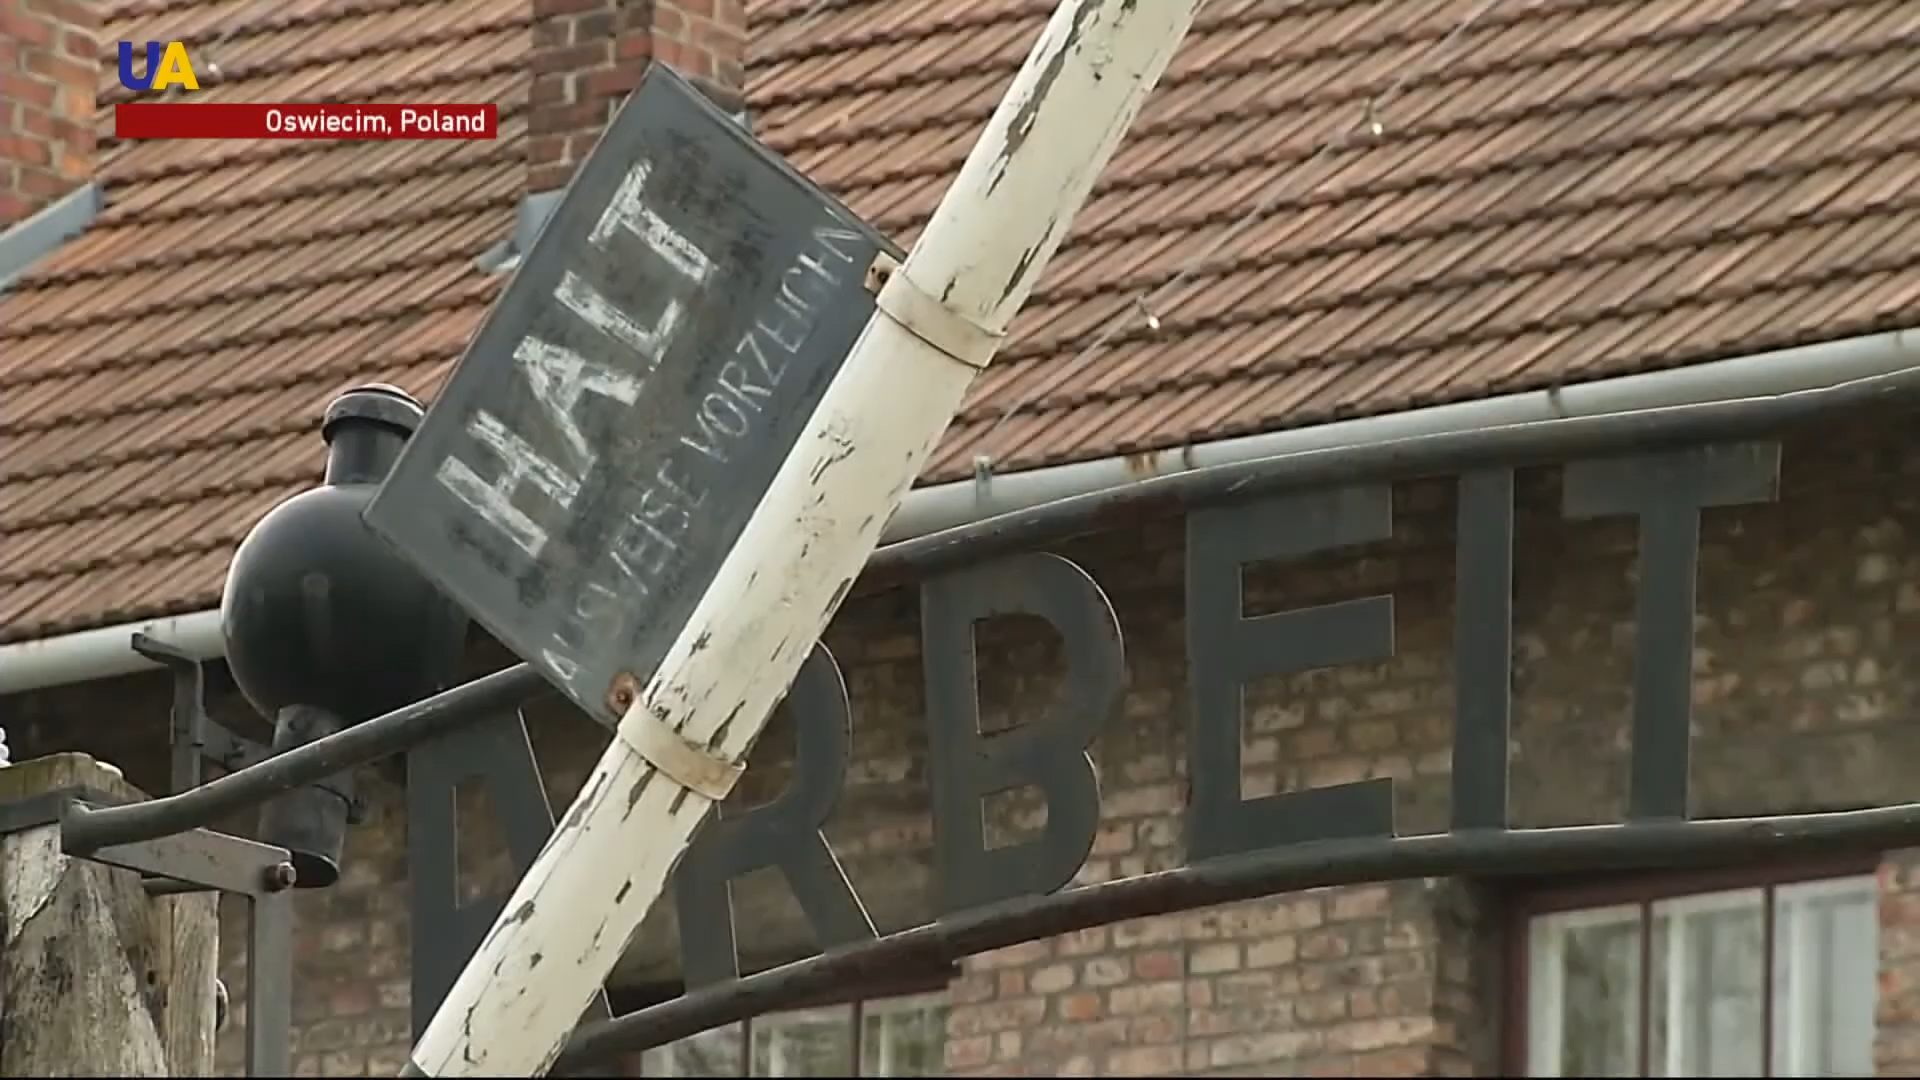 UA
Oswiecim, Poland
HALT
AUSWEISE VORZEIGEN
ARBEIT